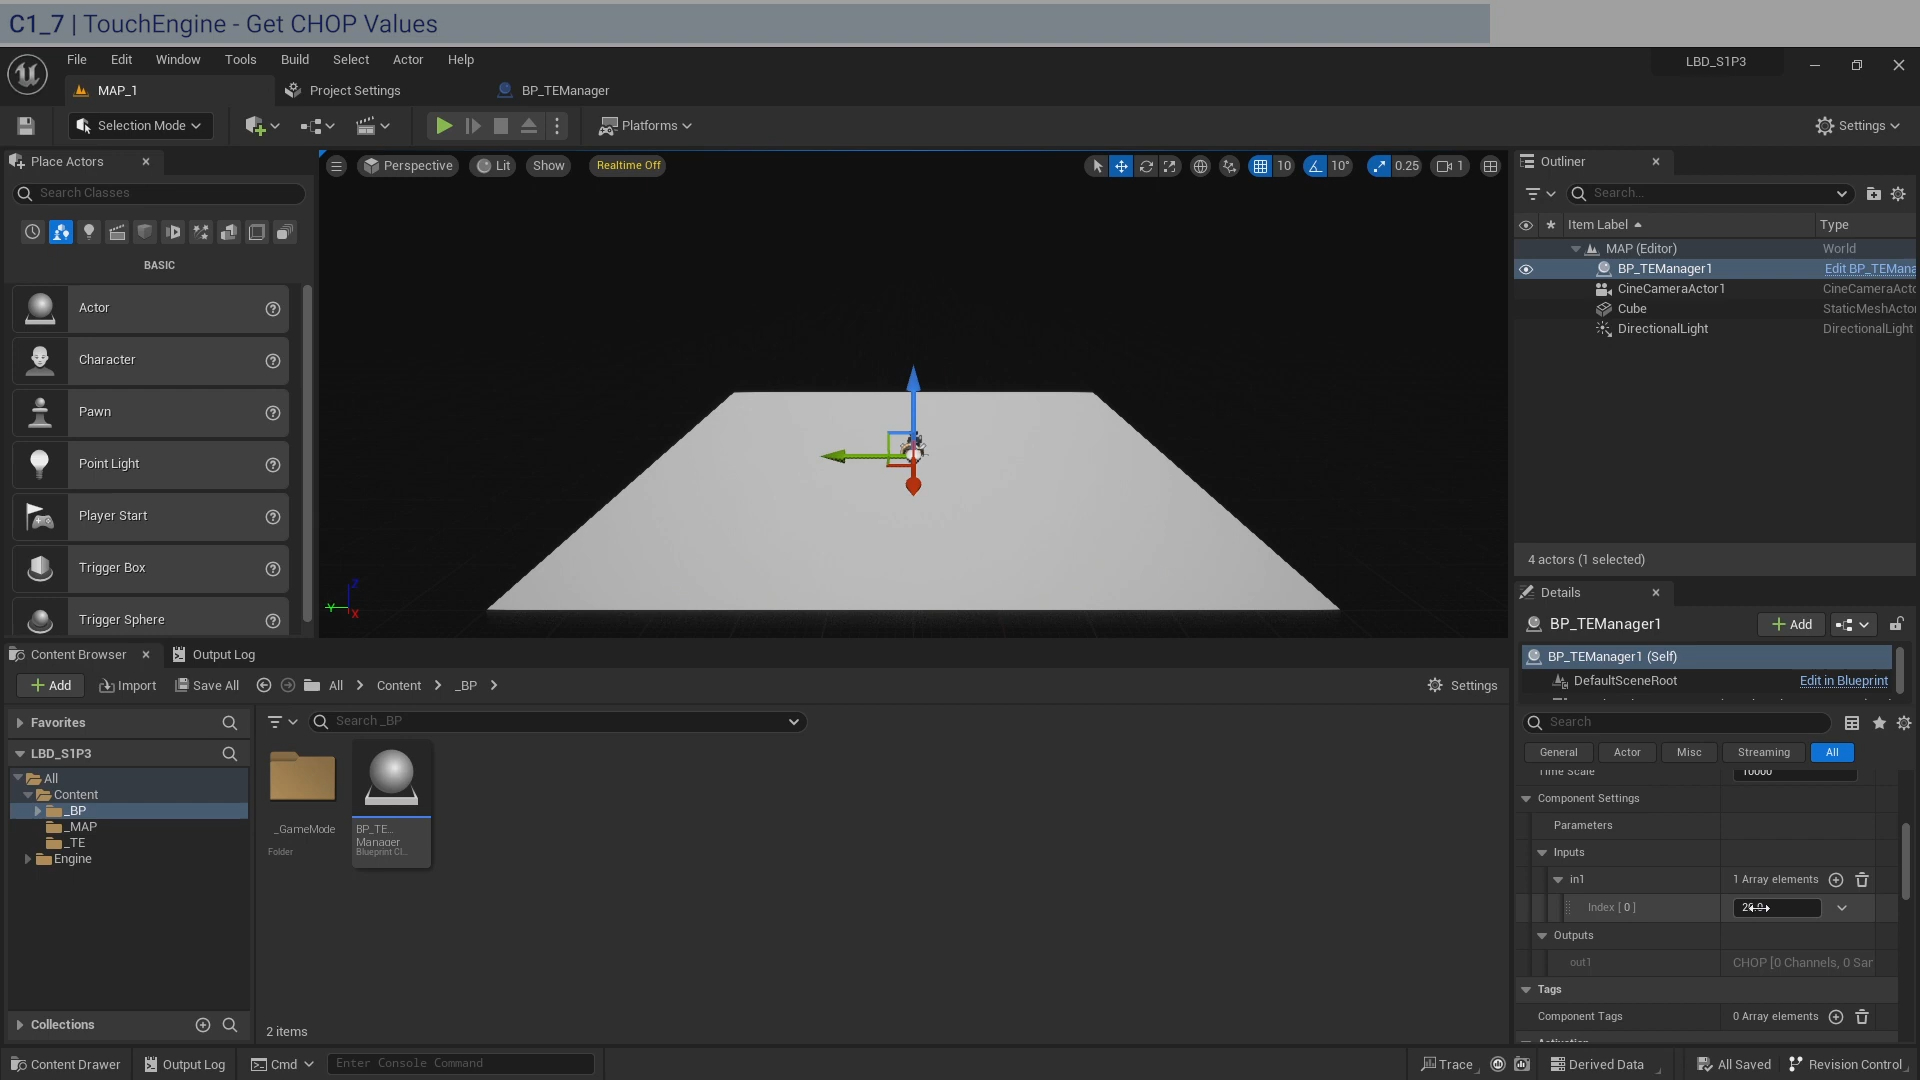 C1_7 | TouchEngine - Get CHOP Values
File Edit Window Tools Build Select Actor Help
LBD_S1P3
MAP_1 Project Settings BP_TEManager
Selection Mode Platforms Settings
Place Actors
Search Classes
BASIC
Actor
Character
Pawn
Point Light
Player Start
Trigger Box
Trigger Sphere
Perspective Lit Show Realtime Off 10 10° 0.25 1
Z
Y
X
Outliner
Search...
Item Label Type
MAP (Editor) World
BP_TEManager1 Edit BP_TEMana
CineCameraActor1 CineCameraActo
Cube StaticMeshActo
DirectionalLight DirectionalLight
4 actors (1 selected)
Details
BP_TEManager1 Add
BP_TEManager1 (Self)
DefaultSceneRoot Edit in Blueprint
Search
General Actor Misc Streaming All
Time Scale 10000
Component Settings
Parameters
Inputs
in1 1 Array elements
Index [ 0 ]
Outputs
out1 CHOP [0 Channels, 0 Sar
Tags
Component Tags 0 Array elements
Content Browser Output Log
Add Import Save All All Content _BP Settings
Favorites
Search _BP
LBD_S1P3
All
Content
_BP
_MAP
_TE
Engine
Collections
_GameMode
Folder
BP_TE...
Manager
Blueprint Cl...
2 items
Content Drawer Output Log Cmd Enter Console Command Trace Derived Data All Saved Revision Control